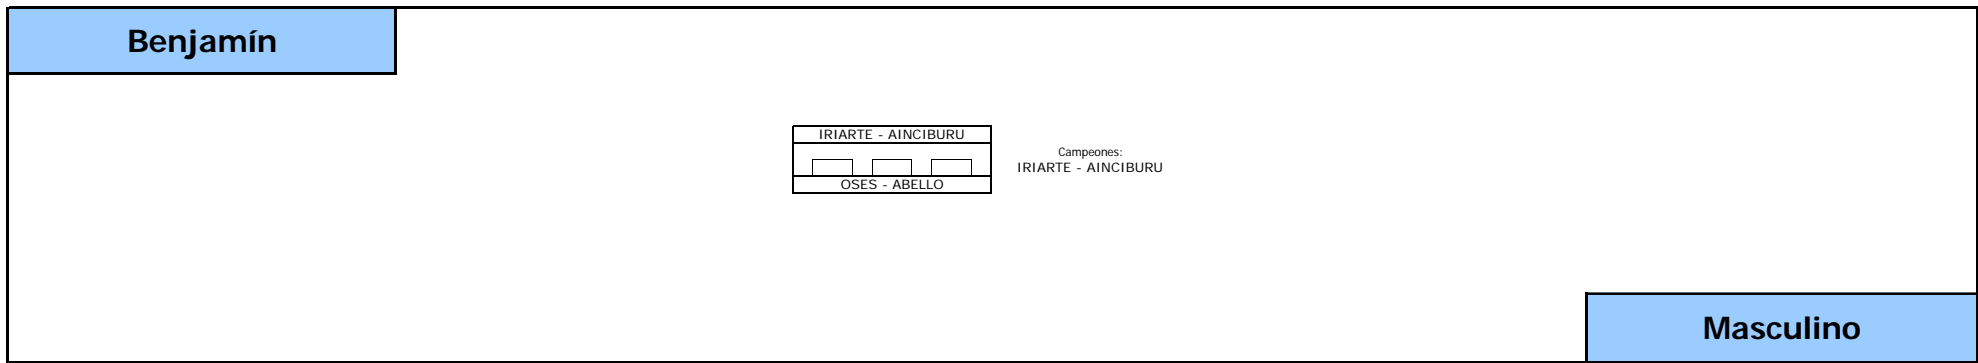 Benjamín
IRIARTE - AINCIBURU
OSES - ABELLO
Campeones:
IRIARTE - AINCIBURU
Masculino